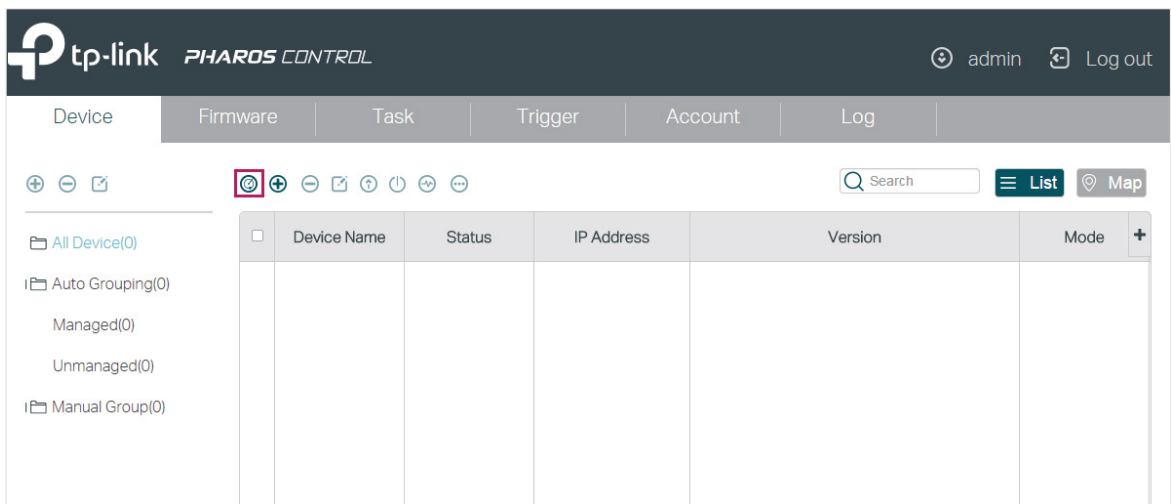 tp-link PHAROS CONTROL admin Log out
Device Firmware Task Trigger Account Log
Search List Map
Device Name Status IP Address Version Mode +
All Device(0)
Auto Grouping(0)
Managed(0)
Unmanaged(0)
Manual Group(0)